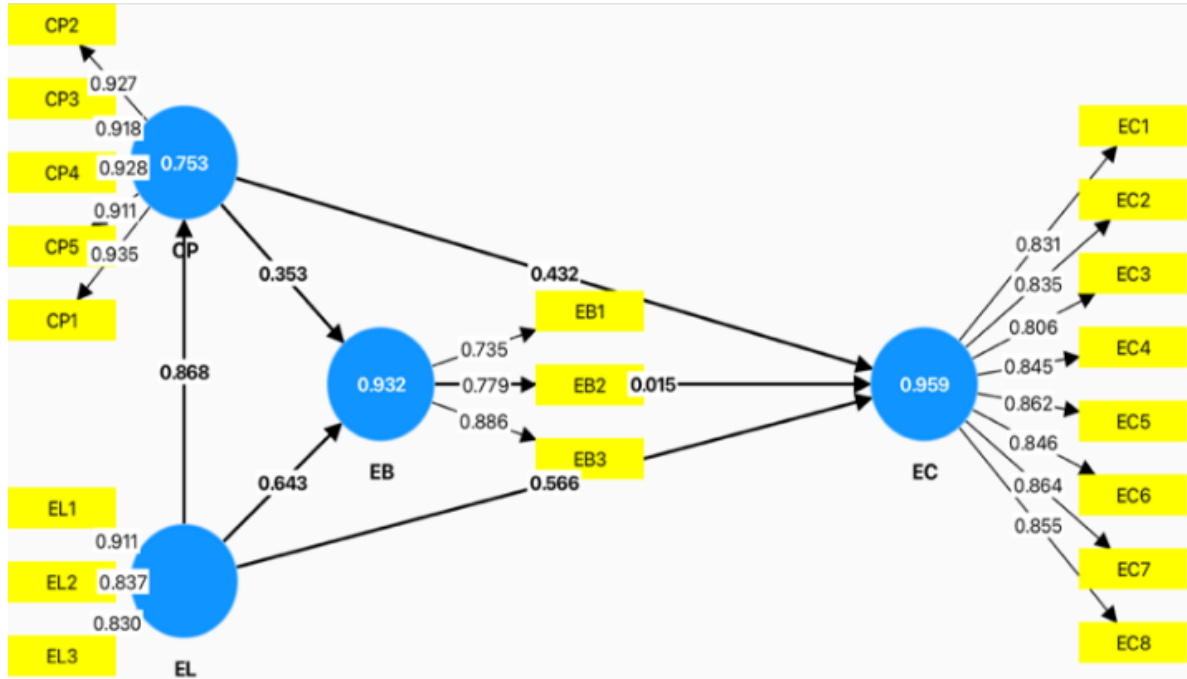 CP2
0.927
CP3
0.918
CP4
0.928
0.753
0.911
CP5
0.935
CP
CP1
0.868
0.353
0.432
EB1
0.735
0.932
0.779
EB2
0.015
0.886
EB3
EB
0.643
0.566
EL1
0.911
EL2
0.837
0.830
EL3
EL
0.959
EC
EC1
0.831
EC2
0.835
EC3
0.806
EC4
0.845
0.862
EC5
0.846
EC6
0.864
0.855
EC7
EC8